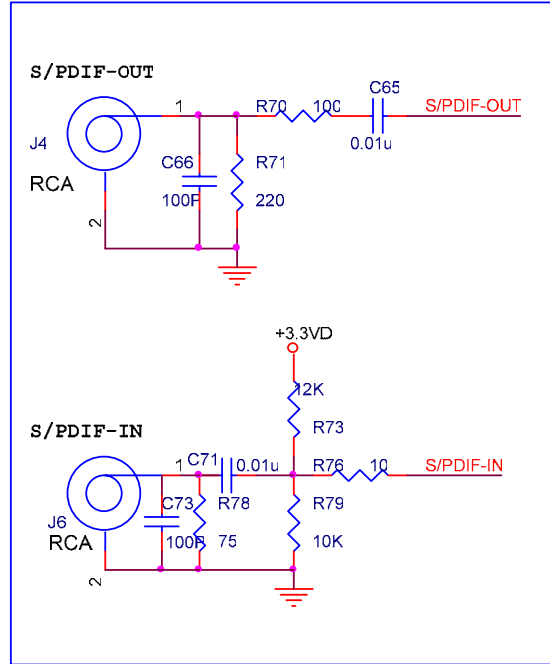 S/PDIF-OUT
C65
1
R70
100
S/PDIF-OUT
0.01u
J4
C66
R71
RCA
100P
220
2
+3.3VD
12K
S/PDIF-IN
R73
C71
1
0.01u
R76
10
S/PDIF-IN
C73
R78
R79
J6
RCA
100P
75
10K
2